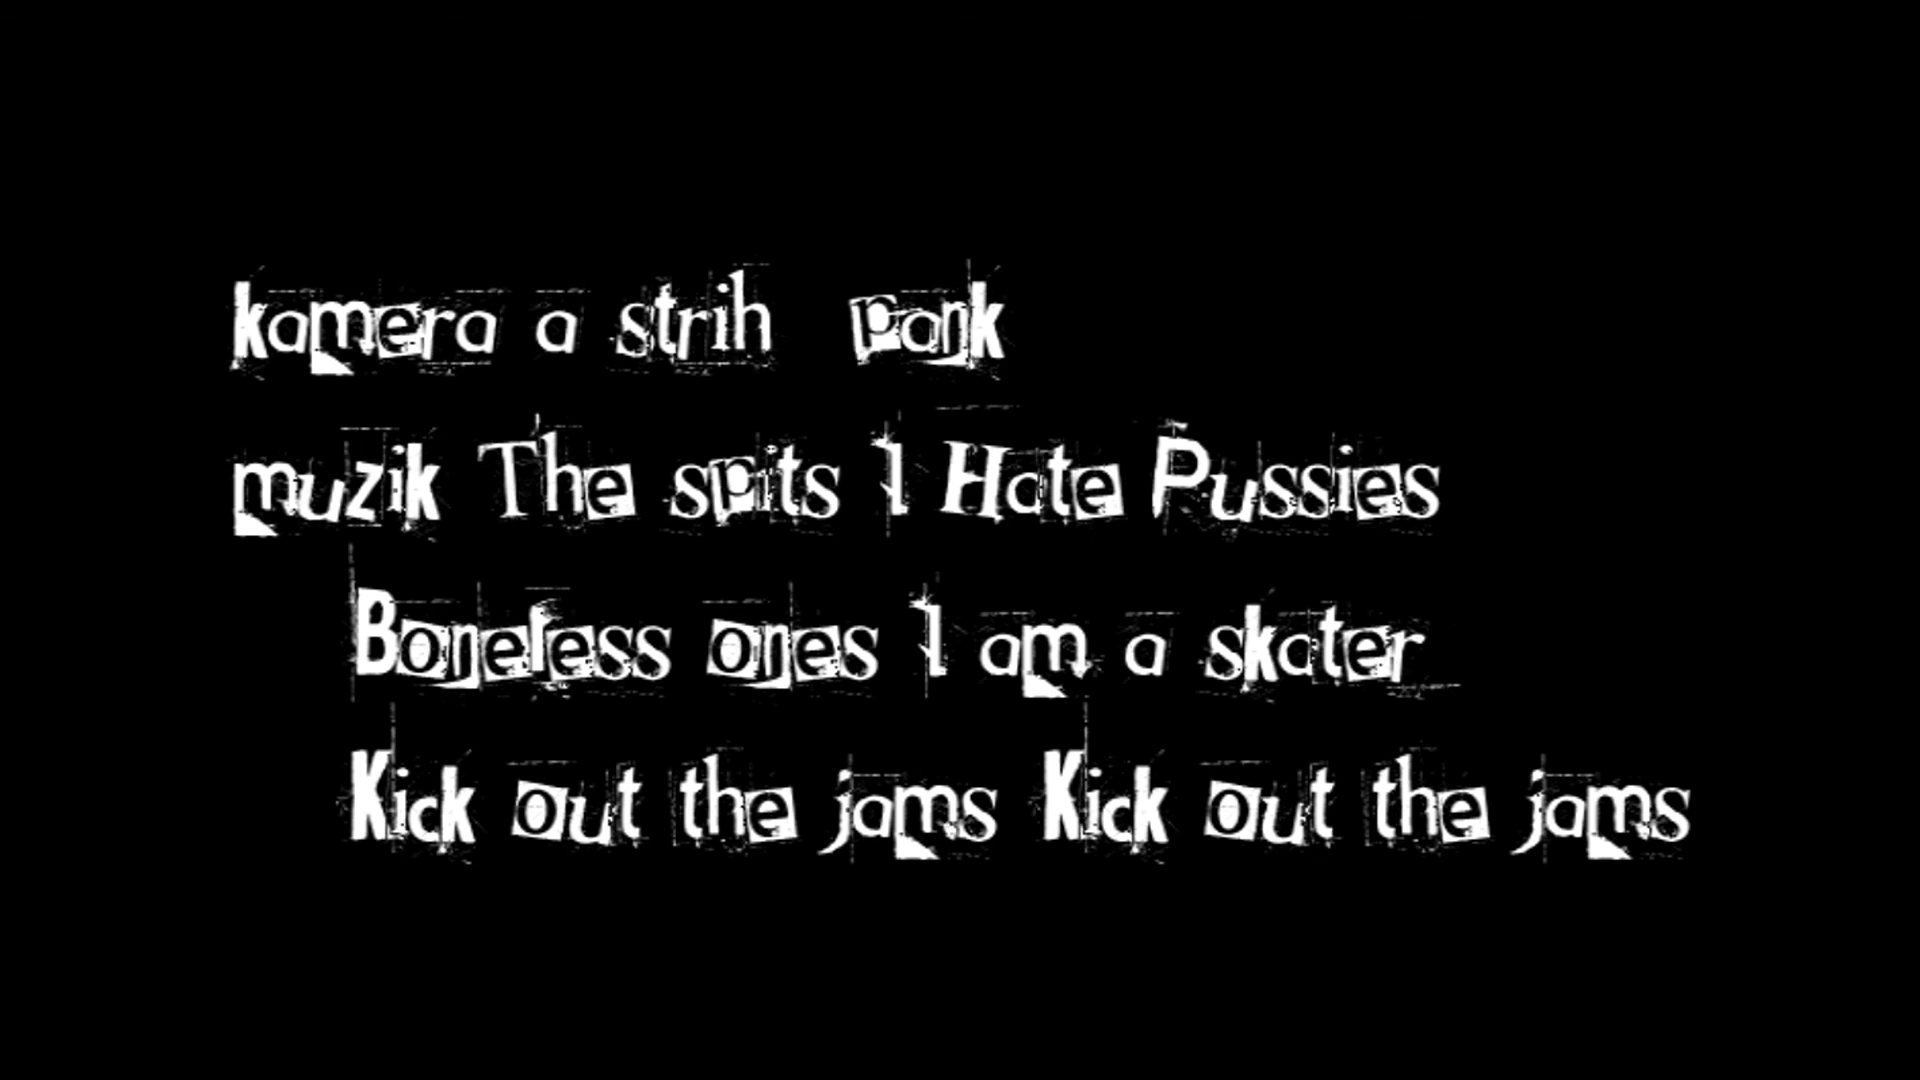 kamera a strih pank
muzik The spits I Hate Pussies
Boneless ones I am a skater
Kick out the jams Kick out the jams